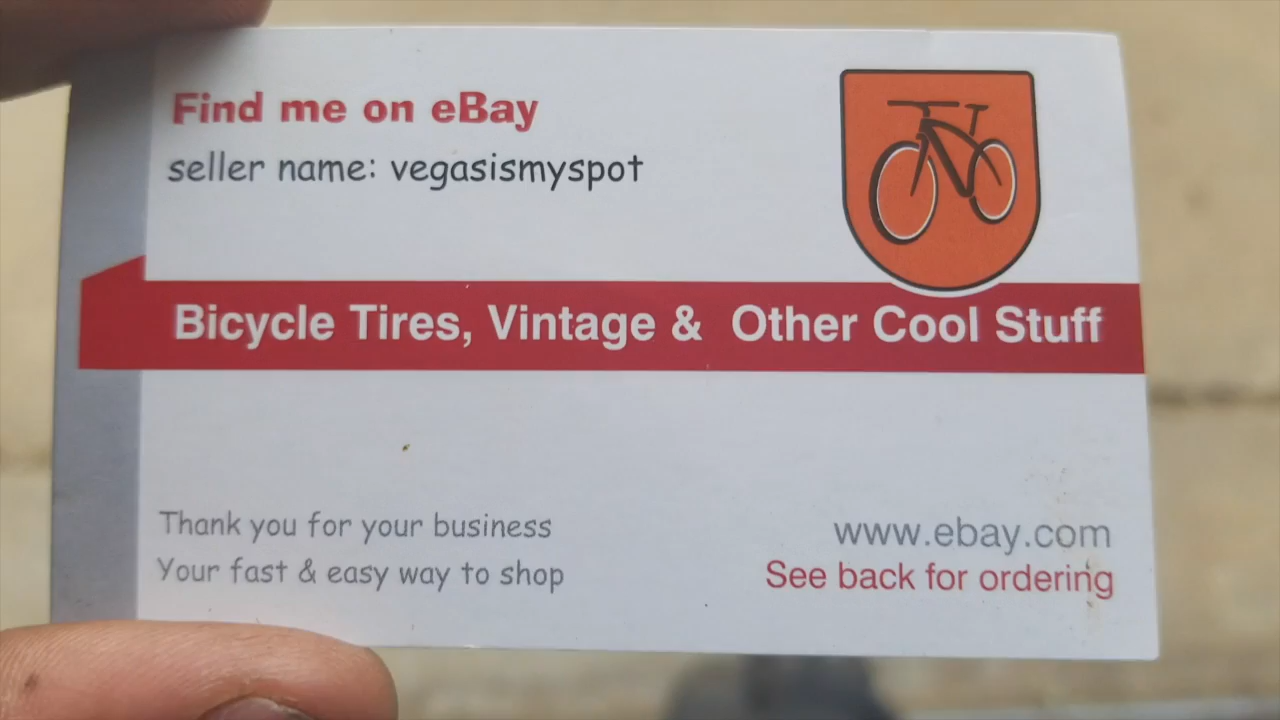 Find me on eBay
seller name: vegasismyspot
Bicycle Tires, Vintage & Other Cool Stuff
Thank you for your business
Your fast & easy way to shop
www.ebay.com
See back for ordering